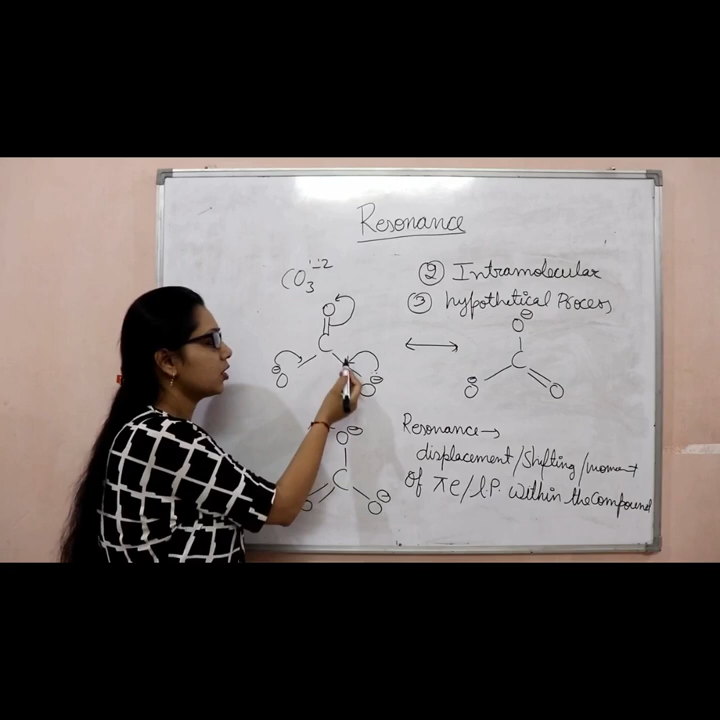 Resonance
CO₃⁻⁻²
② Intramolecular
③ hypothetical Process
O
C
O⊖
O⊖
O⊖
C
O⊖
O
Resonance→
displacement/Shifting/moment
of πe/l.P. within the compound
O⊖
C
O
O⊖